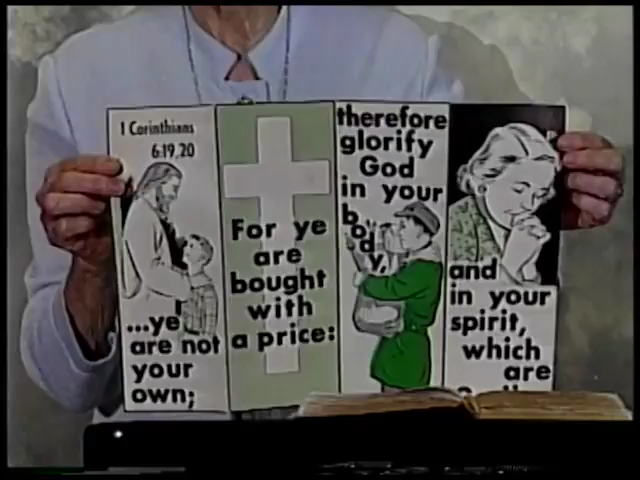 1 Corinthians
6:19,20
...ye
are not
your
own;
For ye
are
bought
with
a price:
therefore
glorify
God
in your
body,
and
in your
spirit,
which
are